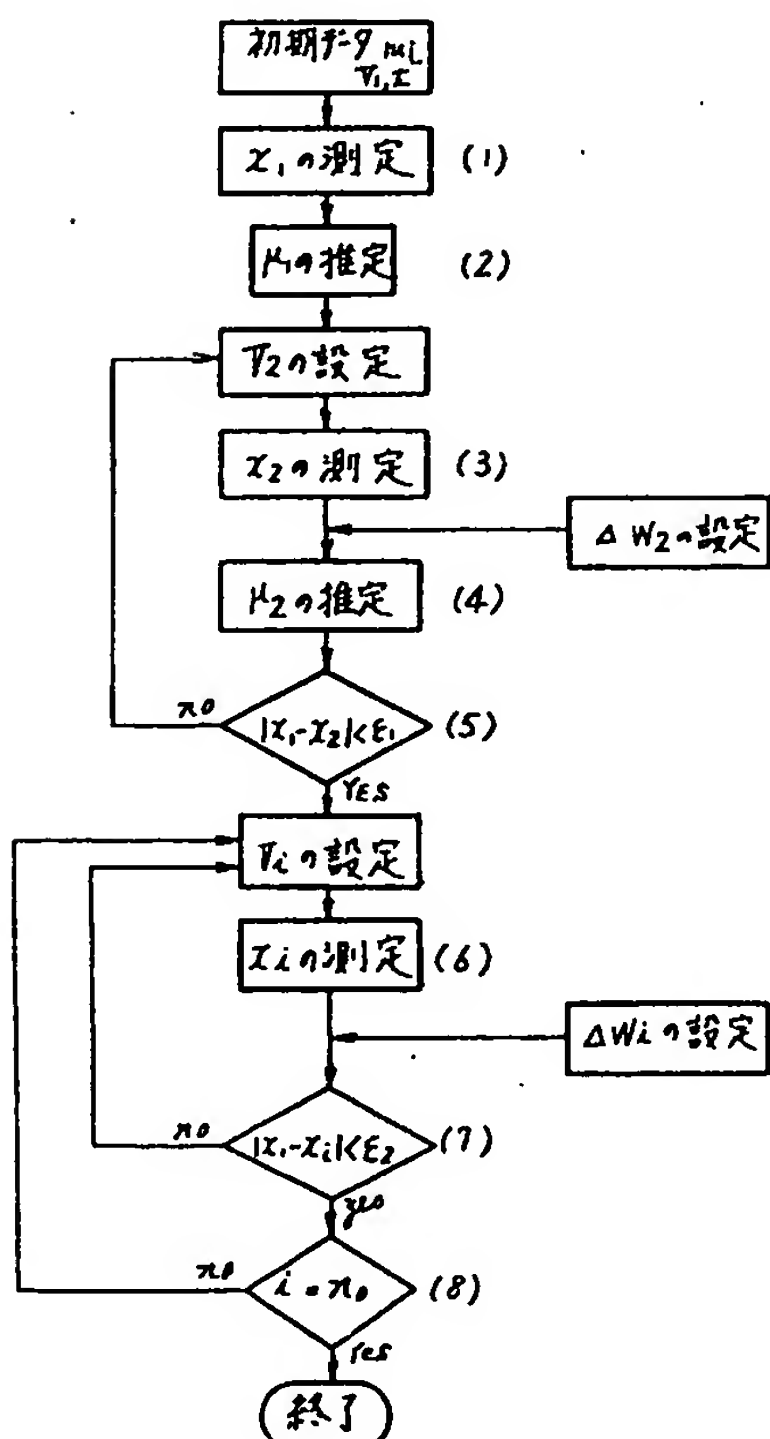 初期データ μi
V1, I
x1の測定 (1)
μ1の推定 (2)
V2の設定
x2の測定 (3)
ΔW2の設定
μ2の推定 (4)
|x1-x2|<ε1 (5)
no
YES
Viの設定
xiの測定 (6)
ΔWiの設定
|x1-xi|<ε2 (7)
no
yes
i = n0 (8)
no
Yes
終了